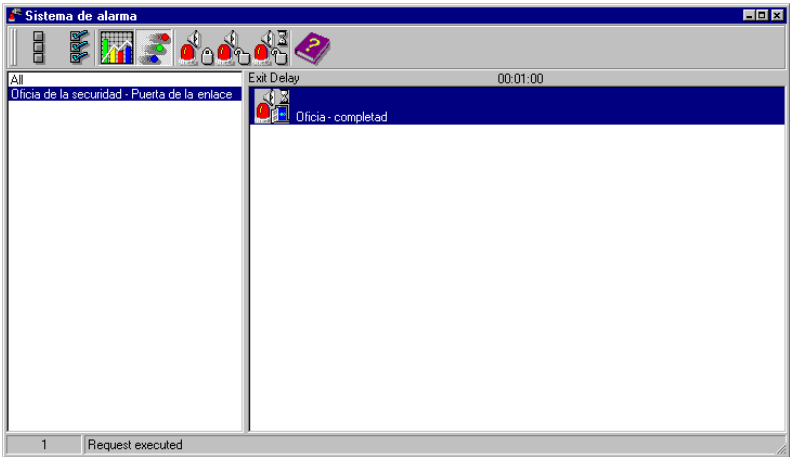 Sistema de alarma
All
Oficia de la securidad - Puerta de la enlace
Exit Delay 00:01:00
Oficia - completad
1 Request executed